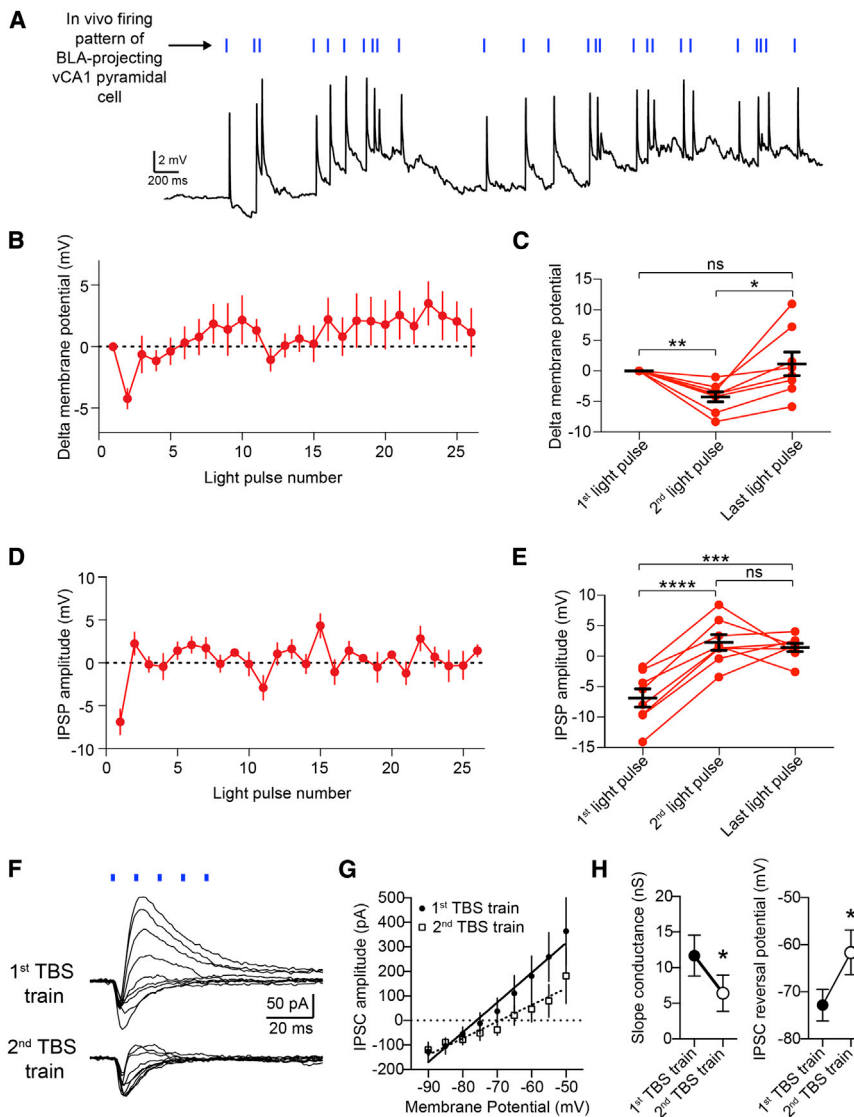 A
In vivo firing
pattern of
BLA-projecting
vCA1 pyramidal
cell
2 mV
200 ms
B
Delta membrane potential (mV)
5
0
-5
0 5 10 15 20 25
Light pulse number
C
Delta membrane potential
15
10
5
0
-5
-10
ns
*
**
1st light pulse
2nd light pulse
Last light pulse
D
IPSP amplitude (mV)
10
5
0
-5
-10
0 5 10 15 20 25
Light pulse number
E
IPSP amplitude (mV)
15
10
5
0
-5
-10
-15
***
**** ns
1st light pulse
2nd light pulse
Last light pulse
F
1st TBS
train
50 pA
20 ms
2nd TBS
train
G
IPSC amplitude (pA)
500
400
300
200
100
0
-100
-200
1st TBS train
2nd TBS train
-90 -80 -70 -60 -50
Membrane Potential (mV)
H
Slope conductance (nS)
20
15
10
5
0
*
1st TBS train
2nd TBS train
IPSC reversal potential (mV)
-50
-60
-70
-80
*
1st TBS train
2nd TBS train